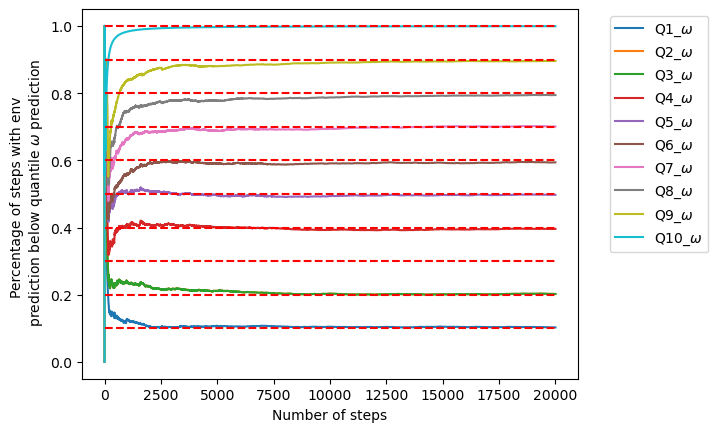 Percentage of steps with env
prediction below quantile ω prediction
1.0
0.8
0.6
0.4
0.2
0.0
0
2500
5000
7500
10000
12500
15000
17500
20000
Number of steps
Q1_ω
Q2_ω
Q3_ω
Q4_ω
Q5_ω
Q6_ω
Q7_ω
Q8_ω
Q9_ω
Q10_ω